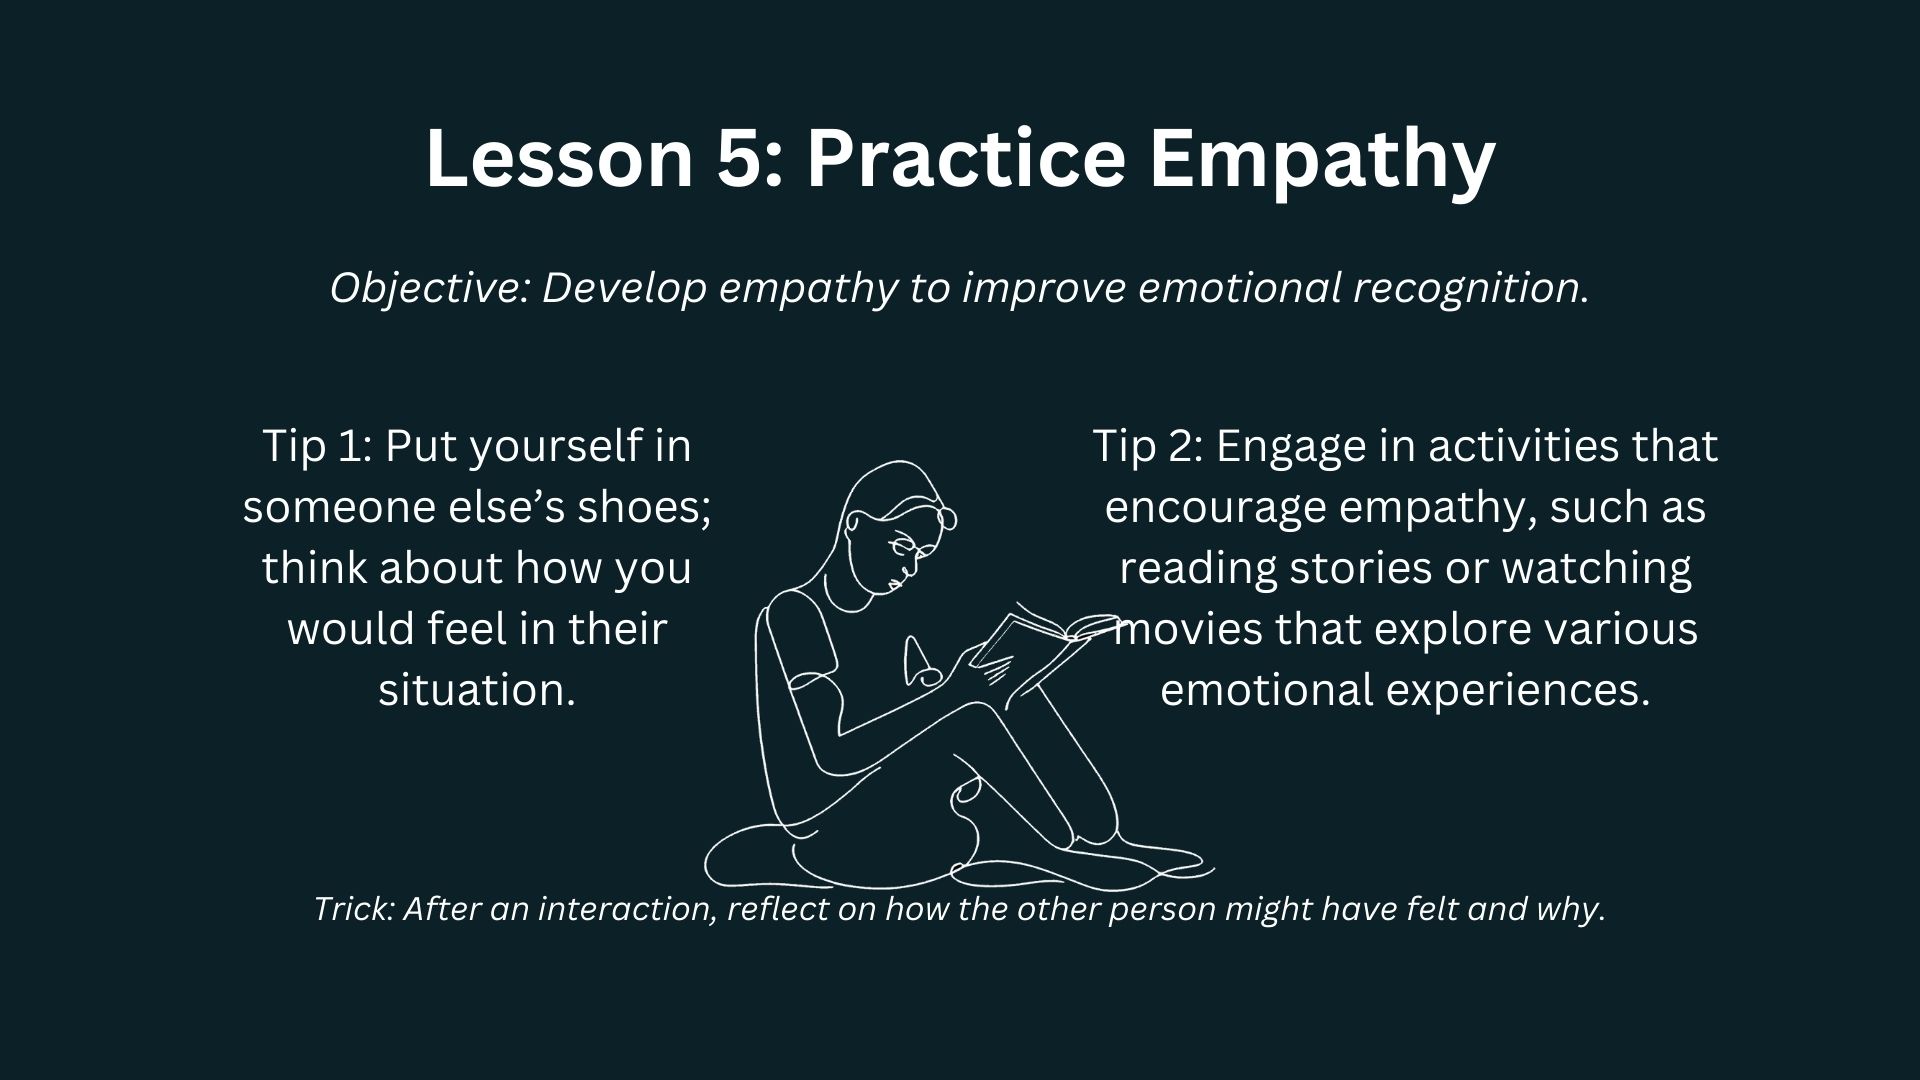 Lesson 5: Practice Empathy
Objective: Develop empathy to improve emotional recognition.
Tip 1: Put yourself in
someone else’s shoes;
think about how you
would feel in their
situation.
Tip 2: Engage in activities that
encourage empathy, such as
reading stories or watching
movies that explore various
emotional experiences.
Trick: After an interaction, reflect on how the other person might have felt and why.